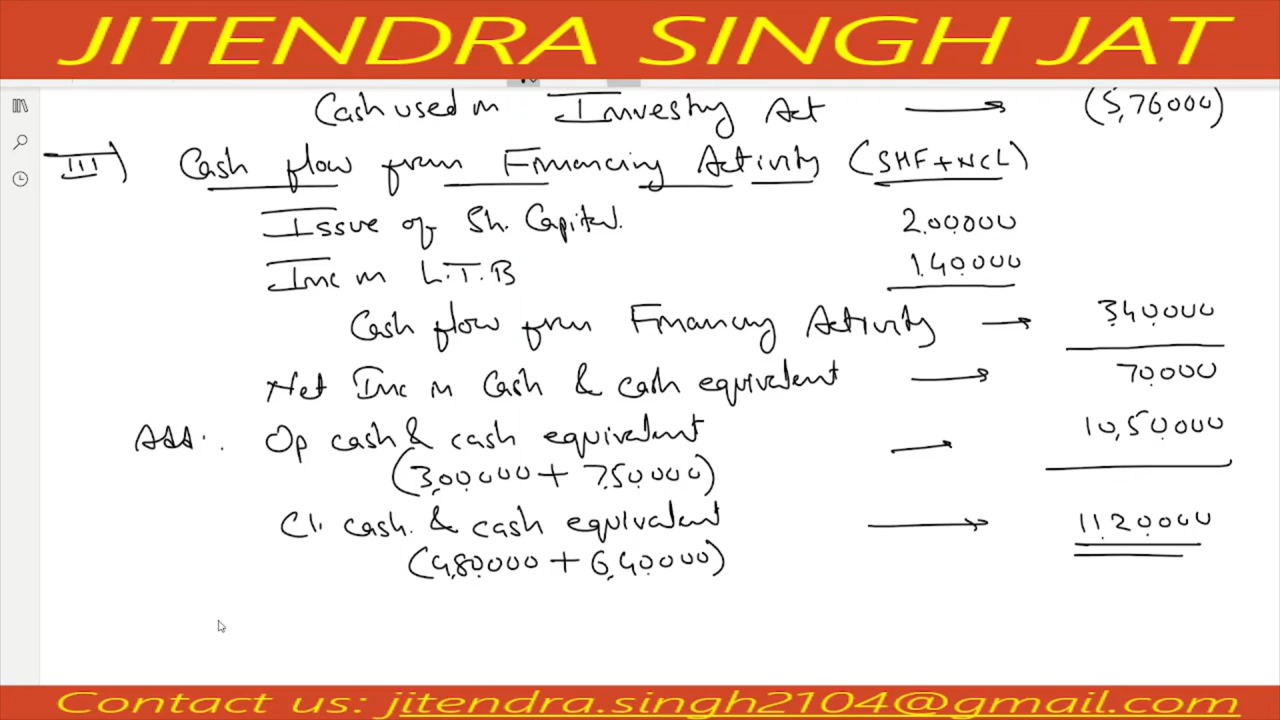 JITENDRA SINGH JAT
Cash used in Investing Act → (5,76,000)
III) Cash flow from Financing Activity (SHF+NCL)
Issue of Sh. Capital. 2,00,000
Inc in L.T.B 1,40,000
Cash flow from Financing Activity → 3,40,000
Net Inc in Cash & cash equivalent → 70,000
Add:. Op cash & cash equivalent → 10,50,000
(3,00,000 + 7,50,000)
Cl. cash. & cash equivalent → 11,20,000
(4,80,000 + 6,40,000)
Contact us: jitendra.singh2104@gmail.com